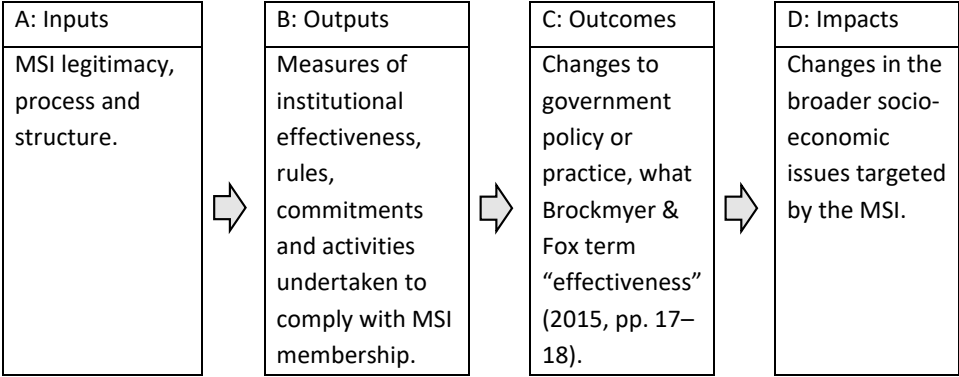 A: Inputs
MSI legitimacy,
process and
structure.
B: Outputs
Measures of
institutional
effectiveness,
rules,
commitments
and activities
undertaken to
comply with MSI
membership.
C: Outcomes
Changes to
government
policy or
practice, what
Brockmyer &
Fox term
“effectiveness”
(2015, pp. 17–
18).
D: Impacts
Changes in the
broader socio-
economic
issues targeted
by the MSI.